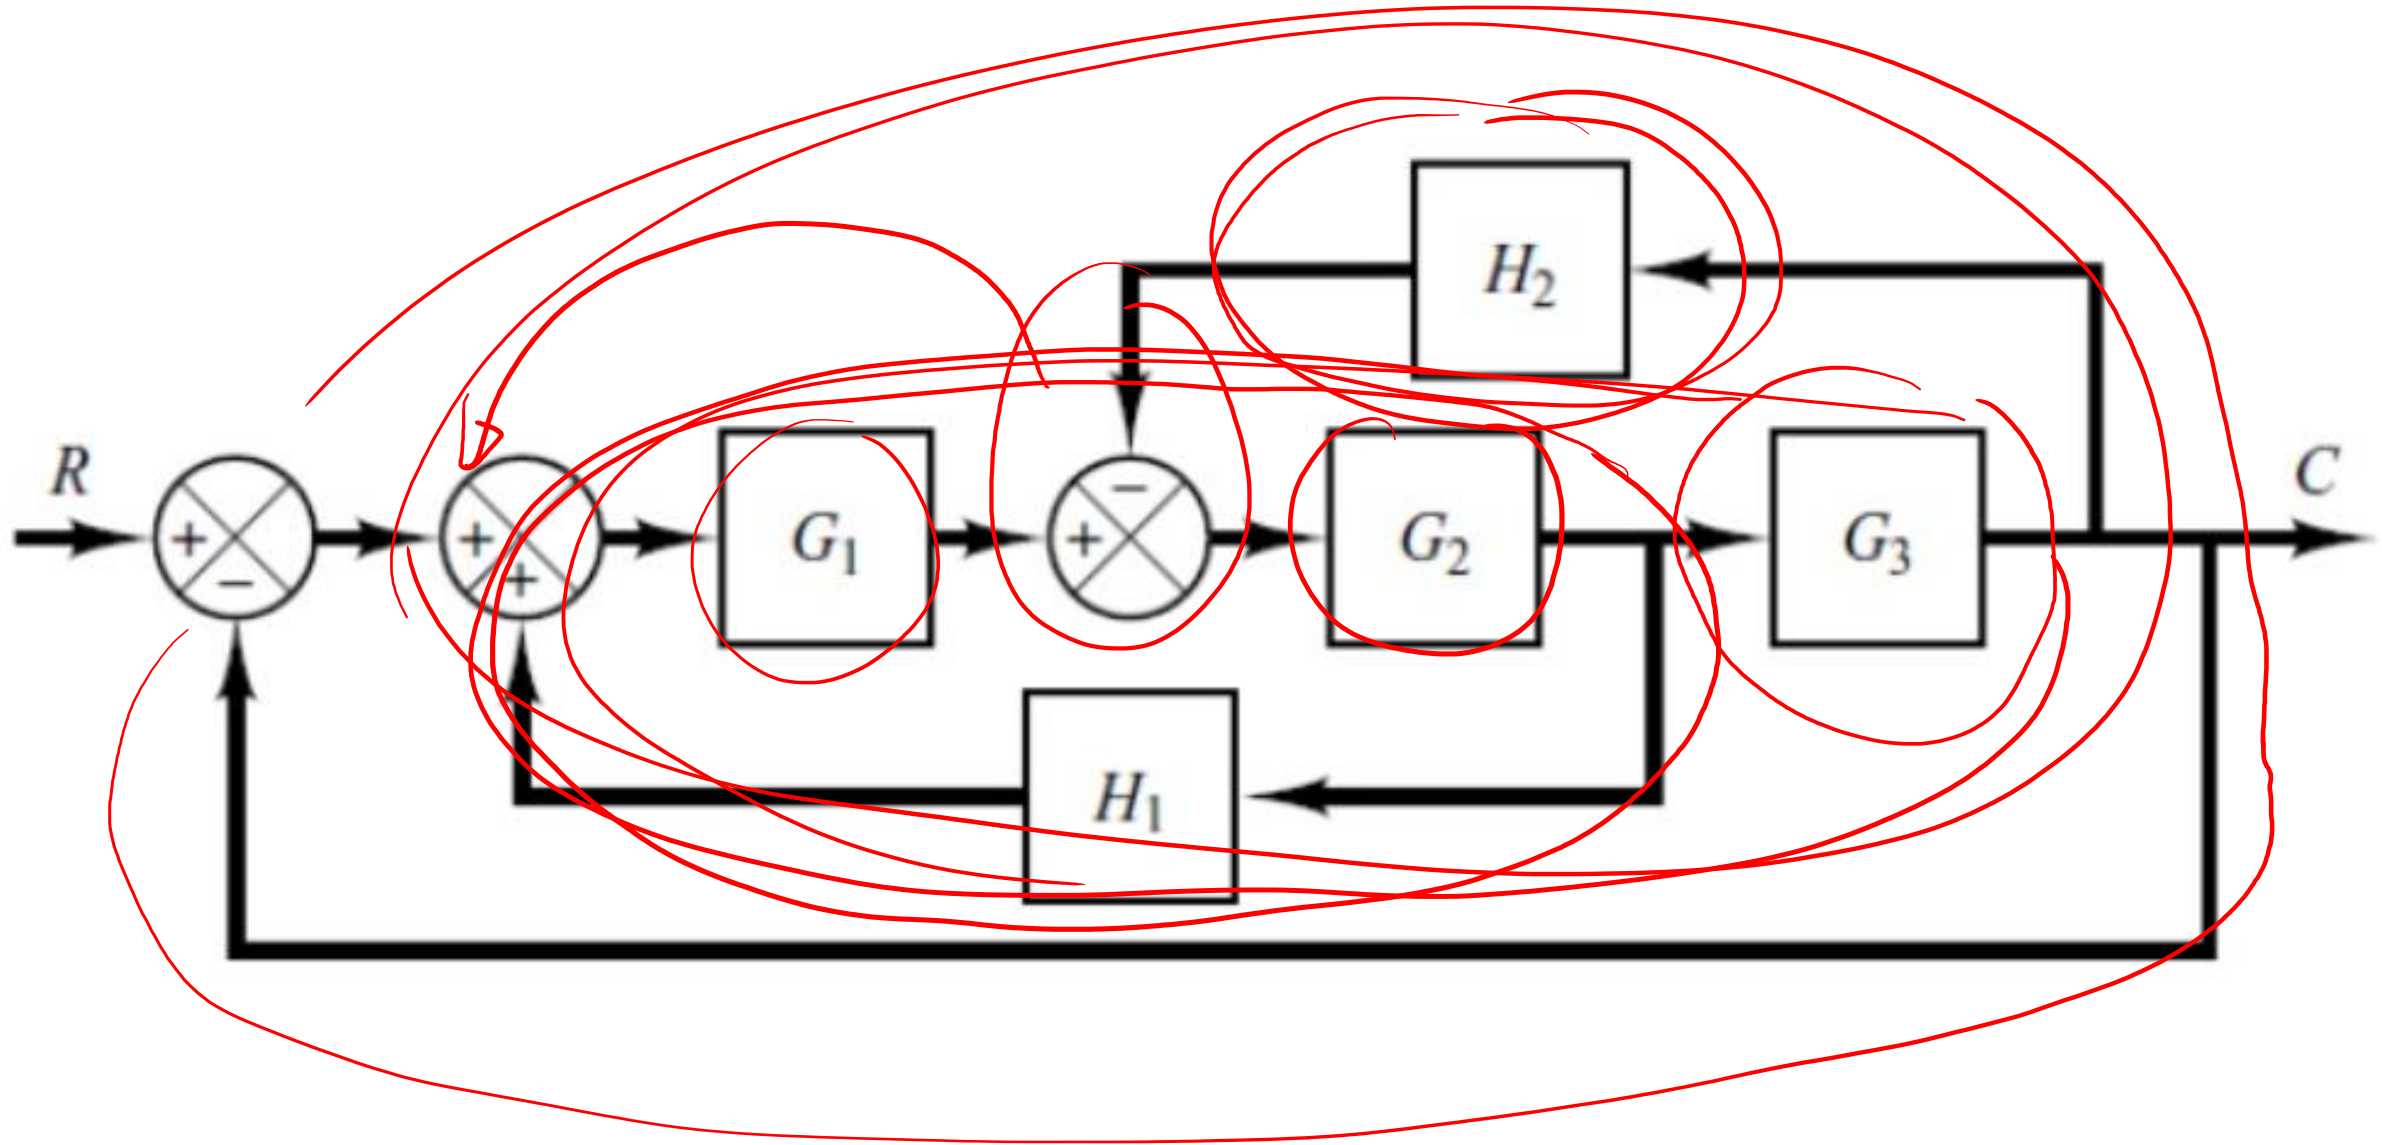 H₂
R + − + + G₁ + − G₂ G₃ C
H₁